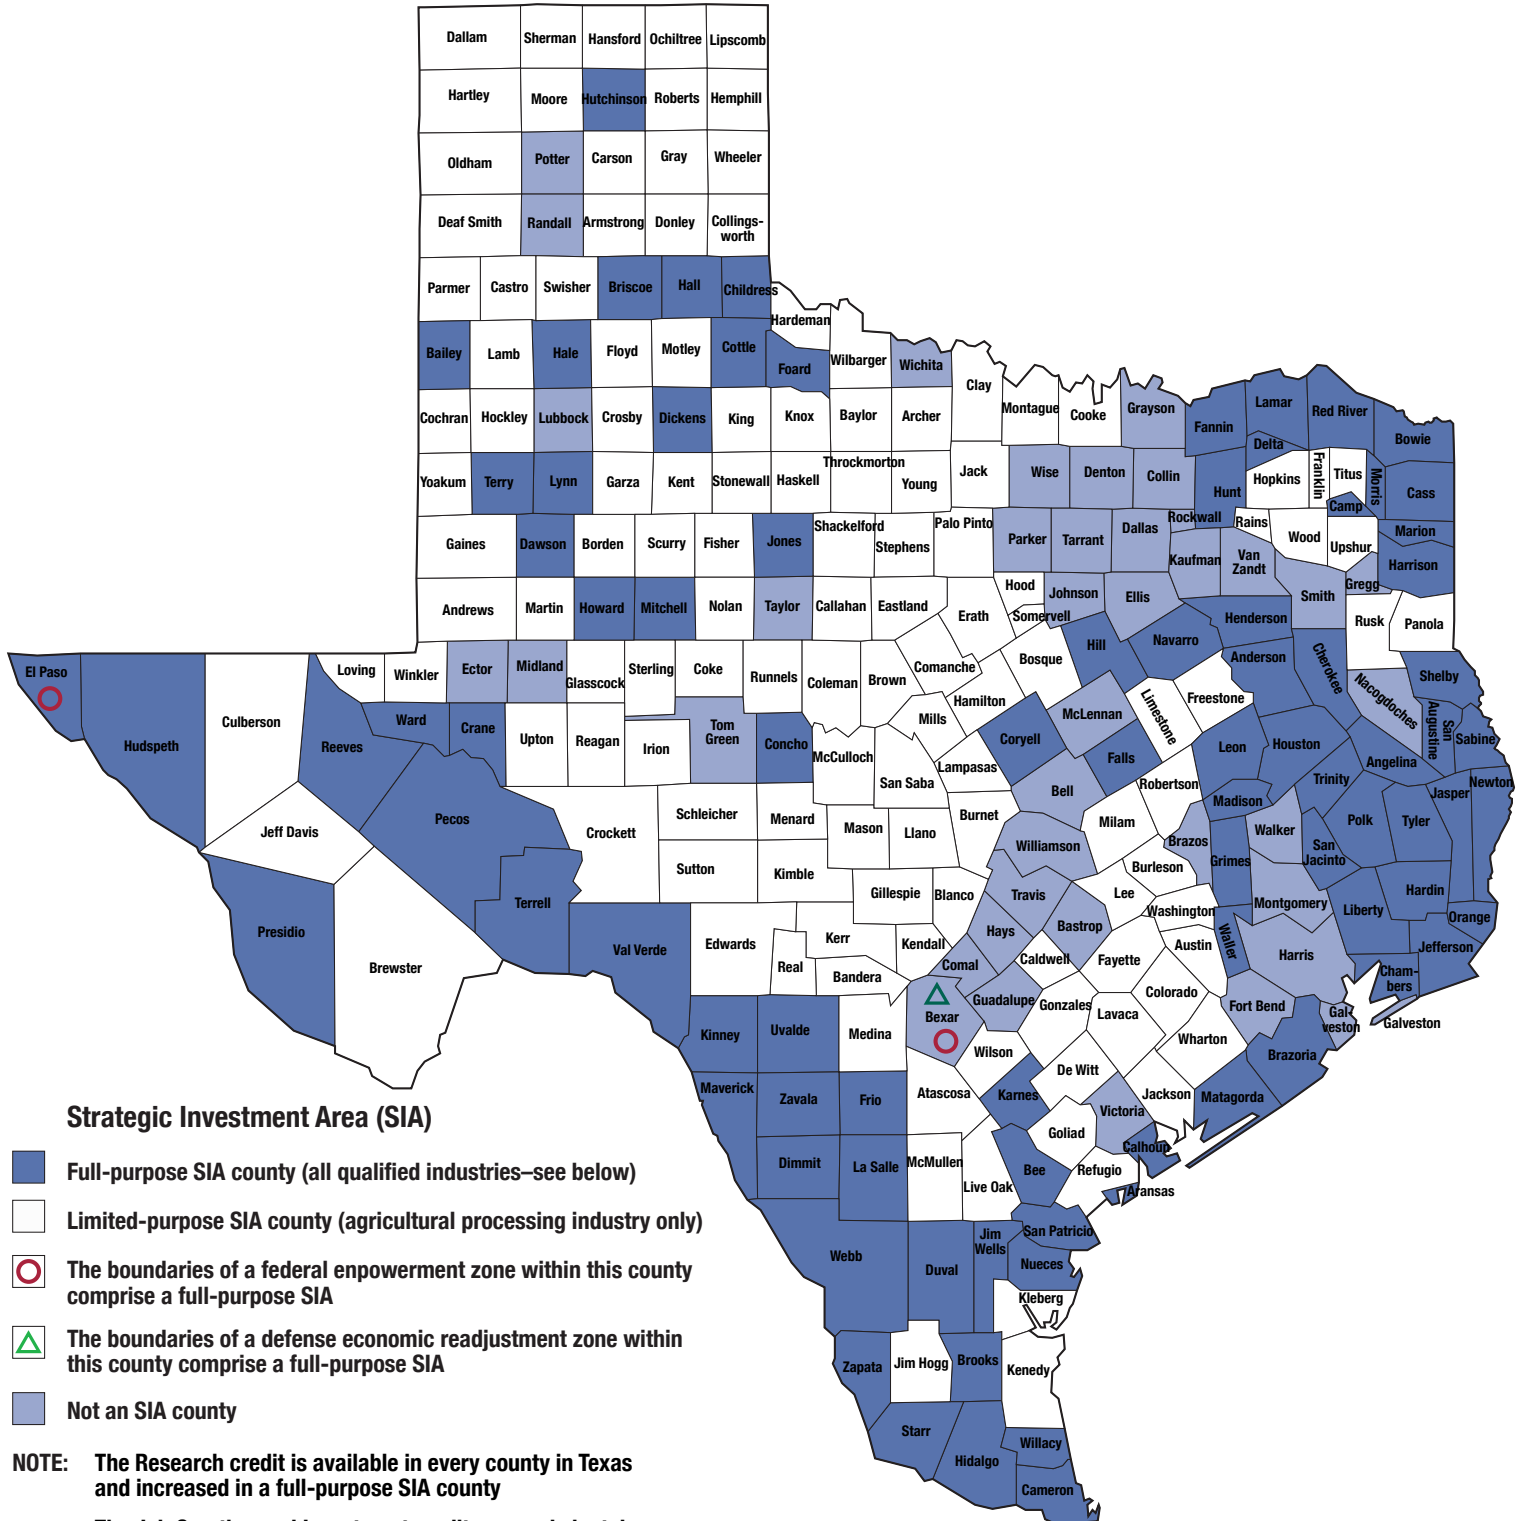 Dallam Sherman Hansford Ochiltree Lipscomb
Hartley Moore Hutchinson Roberts Hemphill
Oldham Potter Carson Gray Wheeler
Deaf Smith Randall Armstrong Donley Collings-
worth
Parmer Castro Swisher Briscoe Hall Childress
Hardeman
Bailey Lamb Hale Floyd Motley Cottle Foard Wilbarger Wichita
Clay Montague Cooke Grayson Fannin Lamar Red River Bowie
Cochran Hockley Lubbock Crosby Dickens King Knox Baylor Archer
Delta
Yoakum Terry Lynn Garza Kent Stonewall Haskell Throckmorton Young Jack Wise Denton Collin Hunt Hopkins Franklin Titus Morris Cass
Camp
Gaines Dawson Borden Scurry Fisher Jones Shackelford Stephens Palo Pinto Parker Tarrant Dallas Rockwall Rains Wood Upshur Marion
Kaufman Van
Zandt Harrison
Andrews Martin Howard Mitchell Nolan Taylor Callahan Eastland Erath Hood Johnson Ellis Smith Gregg
Somervell Henderson Rusk Panola
El Paso Hudspeth Culberson Loving Winkler Ector Midland Glasscock Sterling Coke Runnels Coleman Brown Comanche Bosque Hill Navarro Anderson Cherokee Shelby
Hamilton McLennan Limestone Freestone Nacogdoches
Reeves Ward Crane Upton Reagan Irion Tom
Green Concho McCulloch Mills Coryell Falls Leon Houston San
Augustine Sabine
San Saba Lampasas Bell Robertson Angelina
Trinity Jasper Newton
Jeff Davis Pecos Crockett Schleicher Menard Mason Llano Burnet Milam Madison Polk Tyler
Williamson Brazos Grimes Walker San
Jacinto
Sutton Kimble Gillespie Blanco Burleson
Travis Lee Washington Montgomery Liberty Hardin
Presidio Brewster Terrell Val Verde Edwards Kerr Kendall Hays Bastrop Austin Waller Harris Orange
Real Bandera Comal Caldwell Fayette Jefferson
Cham-
bers
Kinney Uvalde Medina Bexar Guadalupe Gonzales Lavaca Colorado Fort Bend Gal-
veston Galveston
Wilson Wharton Brazoria
Maverick Zavala Frio Atascosa Karnes De Witt Jackson Matagorda
Victoria
Goliad Calhoun
Dimmit La Salle McMullen Live Oak Bee Refugio
Aransas
Webb Duval Jim
Wells San Patricio
Nueces
Kleberg
Zapata Jim Hogg Brooks Kenedy
Starr Hidalgo Willacy
Cameron
Strategic Investment Area (SIA)
Full-purpose SIA county (all qualified industries–see below)
Limited-purpose SIA county (agricultural processing industry only)
The boundaries of a federal enpowerment zone within this county
comprise a full-purpose SIA
The boundaries of a defense economic readjustment zone within
this county comprise a full-purpose SIA
Not an SIA county
NOTE: The Research credit is available in every county in Texas
and increased in a full-purpose SIA county